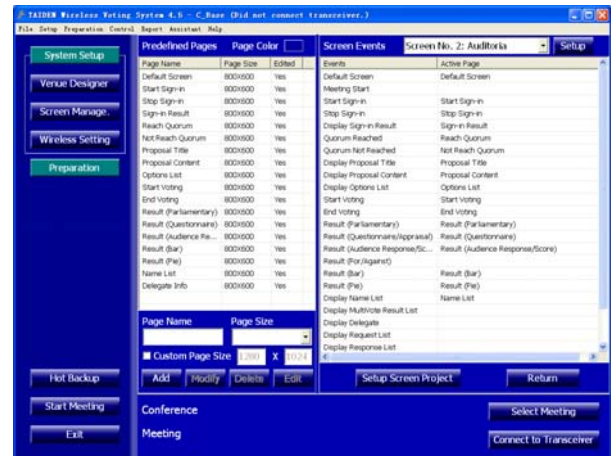 TAIDEN Wireless Voting System 4.5 - C_Base (Did not connect transceiver.)
File Setup Preparation Control Report Assistant Help
System Setup
Venue Designer
Screen Manage.
Wireless Setting
Preparation
Hot Backup
Start Meeting
Exit
Predefined Pages Page Color
Page Name Page Size Edited
Default Screen 800X600 Yes
Start Sign-in 800X600 Yes
Stop Sign-in 800X600 Yes
Sign-in Result 800X600 Yes
Reach Quorum 800X600 Yes
Not Reach Quorum 800X600 Yes
Proposal Title 800X600 Yes
Proposal Content 800X600 Yes
Options List 800X600 Yes
Start Voting 800X600 Yes
End Voting 800X600 Yes
Result (Parliamentary) 800X600 Yes
Result (Questionnaire) 800X600 Yes
Result (Audience Re... 800X600 Yes
Result (Bar) 800X600 Yes
Result (Pie) 800X600 Yes
Name List 800X600 Yes
Delegate Info 800X600 Yes
Page Name Page Size
Custom Page Size 1280 X 1024
Add Modify Delete Edit
Screen Events Screen No. 2: Auditoria Setup
Events Active Page
Default Screen Default Screen
Meeting Start
Start Sign-in Start Sign-in
Stop Sign-in Stop Sign-in
Display Sign-in Result Sign-in Result
Quorum Reached Reach Quorum
Quorum Not Reached Not Reach Quorum
Display Proposal Title Proposal Title
Display Proposal Content Proposal Content
Display Options List Options List
Start Voting Start Voting
End Voting End Voting
Result (Parliamentary) Result (Parliamentary)
Result (Questionnaire/Appraisal) Result (Questionnaire)
Result (Audience Response/Sc... Result (Audience Response/Score)
Result (For/Against)
Result (Bar) Result (Bar)
Result (Pie) Result (Pie)
Display Name List Name List
Display MultiVote Result List
Display Delegate
Display Request List
Display Response List
Setup Screen Project Return
Conference
Meeting
Select Meeting
Connect to Transceiver